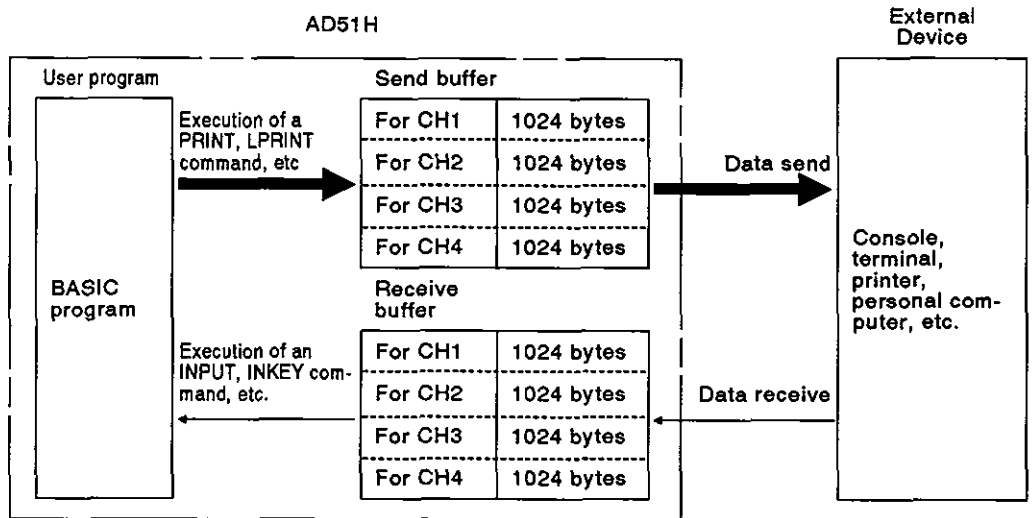 AD51H
External
Device
User program
BASIC
program
Execution of a
PRINT, LPRINT
command, etc
Send buffer
For CH1 1024 bytes
For CH2 1024 bytes
For CH3 1024 bytes
For CH4 1024 bytes
Data send
Receive
buffer
Execution of an
INPUT, INKEY com-
mand, etc.
For CH1 1024 bytes
For CH2 1024 bytes
For CH3 1024 bytes
For CH4 1024 bytes
Data receive
Console,
terminal,
printer,
personal com-
puter, etc.